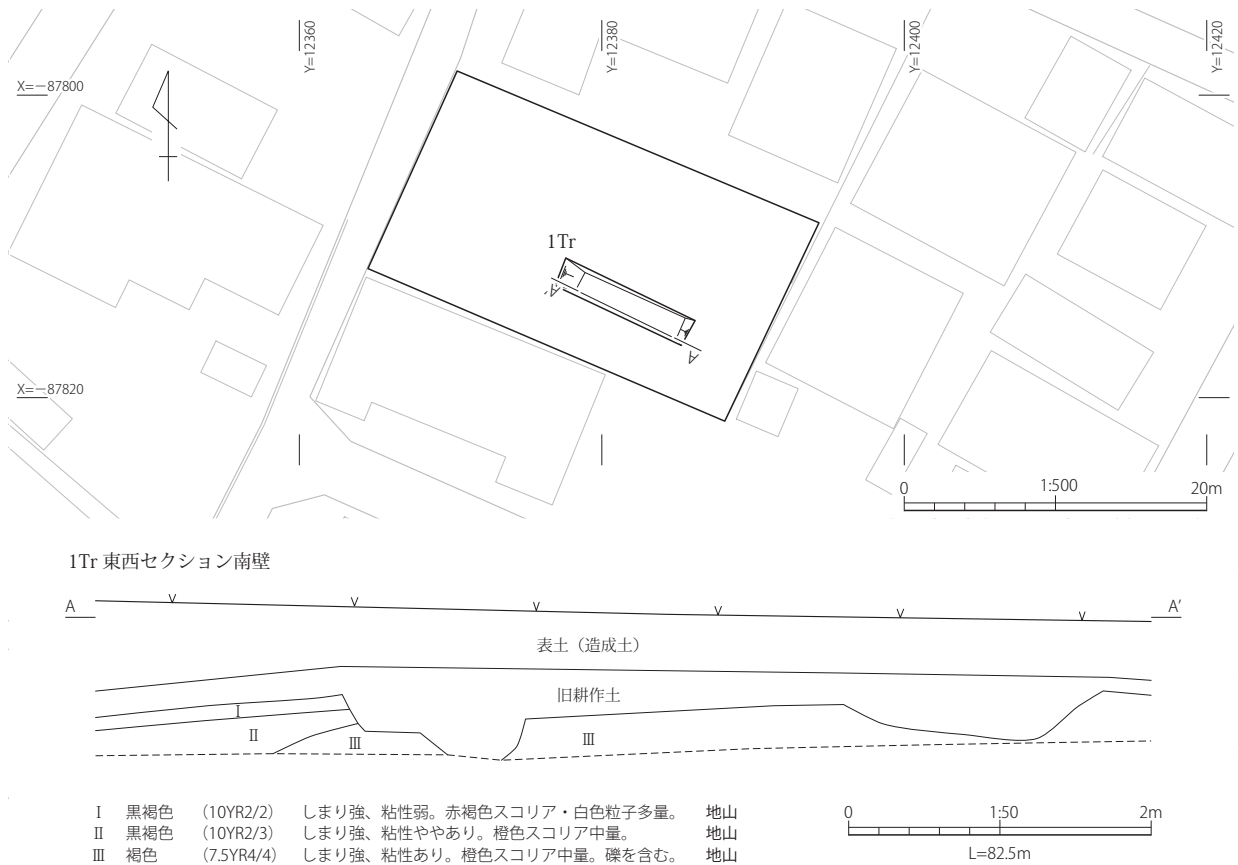 Y=12360
Y=12380
Y=12400
Y=12420
X=－87800
1Tr
A'
A
X=－87820
0 1:500 20m
1Tr 東西セクション南壁
A A'
表土（造成土）
旧耕作土
Ⅰ
Ⅱ Ⅲ Ⅲ
Ⅰ 黒褐色 （10YR2/2） しまり強、粘性弱。赤褐色スコリア・白色粒子多量。 地山
Ⅱ 黒褐色 （10YR2/3） しまり強、粘性ややあり。橙色スコリア中量。 地山
Ⅲ 褐色 （7.5YR4/4） しまり強、粘性あり。橙色スコリア中量。礫を含む。 地山
0 1:50 2m
L=82.5m